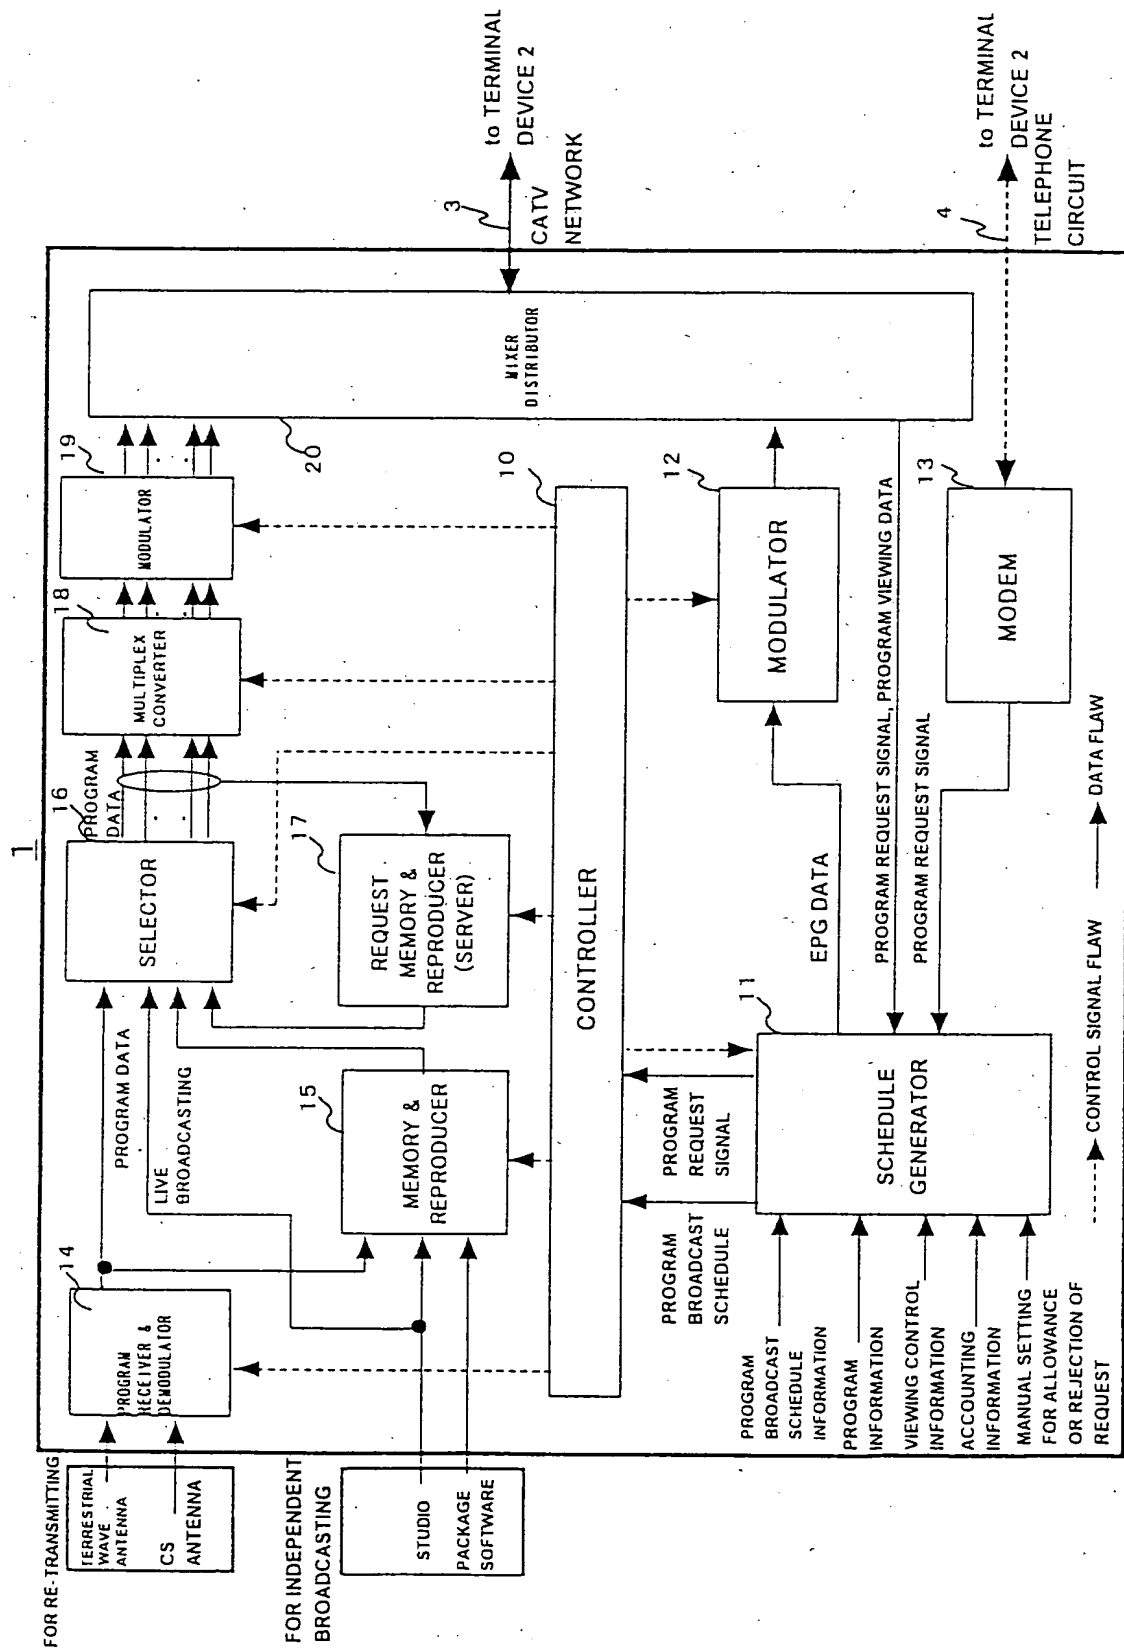 1
FOR RE-TRANSMITTING
TERRESTRIAL
WAVE
ANTENNA
CS
ANTENNA
FOR INDEPENDENT
BROADCASTING
STUDIO
PACKAGE
SOFTWARE
14
PROGRAM
RECEIVER &
DEMODULATOR
PROGRAM DATA
LIVE
BROADCASTING
15
MEMORY &
REPRODUCER
16
SELECTOR
PROGRAM
DATA
17
REQUEST
MEMORY &
REPRODUCER
(SERVER)
18
MULTIPLEX
CONVERTER
19
MODULATOR
20
MIXER
DISTRIBUTOR
3
to TERMINAL
DEVICE 2
CATV
NETWORK
10
CONTROLLER
PROGRAM
BROADCAST
SCHEDULE
PROGRAM
REQUEST
SIGNAL
11
SCHEDULE
GENERATOR
EPG DATA
12
MODULATOR
PROGRAM REQUEST SIGNAL, PROGRAM VIEWING DATA
PROGRAM REQUEST SIGNAL
13
MODEM
4
to TERMINAL
DEVICE 2
TELEPHONE
CIRCUIT
PROGRAM
BROADCAST
SCHEDULE
INFORMATION
PROGRAM
INFORMATION
VIEWING CONTROL
INFORMATION
ACCOUNTING
INFORMATION
MANUAL SETTING
FOR ALLOWANCE
OR REJECTION OF
REQUEST
CONTROL SIGNAL FLAW
DATA FLAW